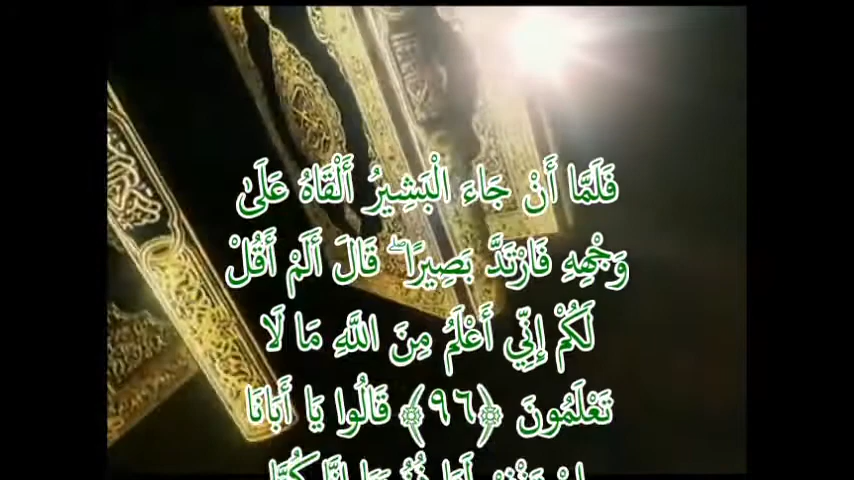 فَلَمَّا أَنْ جَاءَ الْبَشِيرُ أَلْقَاهُ عَلَىٰ
وَجْهِهِ فَارْتَدَّ بَصِيرًا ۖ قَالَ أَلَمْ أَقُلْ
لَكُمْ إِنِّي أَعْلَمُ مِنَ اللَّهِ مَا لَا
تَعْلَمُونَ ﴿٩٦﴾ قَالُوا يَا أَبَانَا